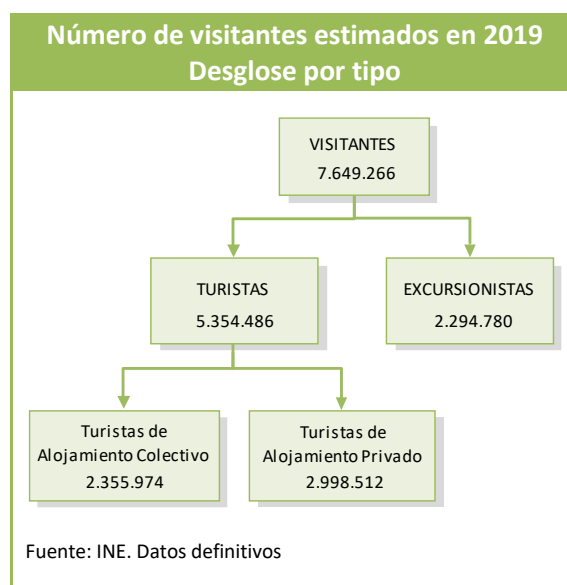 Número de visitantes estimados en 2019
Desglose por tipo
VISITANTES
7.649.266
TURISTAS
5.354.486
EXCURSIONISTAS
2.294.780
Turistas de
Alojamiento Colectivo
2.355.974
Turistas de
Alojamiento Privado
2.998.512
Fuente: INE. Datos definitivos